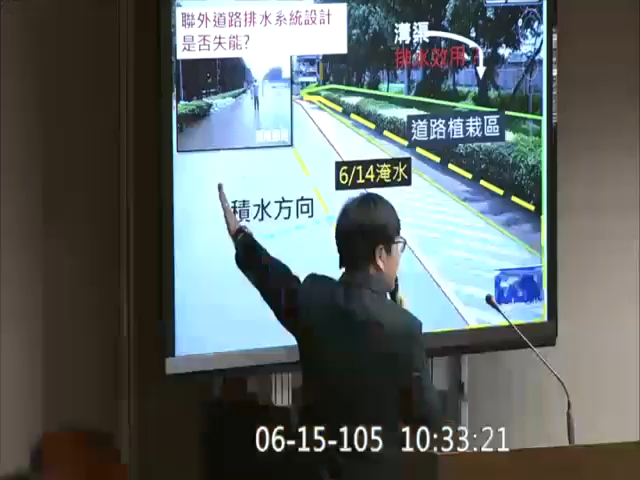 聯外道路排水系統設計
是否失能?
溝渠
排水效用?
道路植栽區
6/14淹水
積水方向
06-15-105 10:33:21